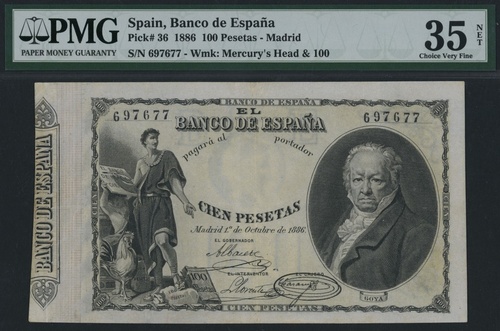 PMG
PAPER MONEY GUARANTY
Spain, Banco de España
Pick# 36 1886 100 Pesetas - Madrid
S/N 697677 - Wmk: Mercury's Head & 100
35
NET
Choice Very Fine
BANCO DE ESPAÑA
BANCO DE ESPAÑA
697677
EL
697677
BANCO DE ESPAÑA
pagará al portador
CIEN PESETAS
Madrid 1º de Octubre de 1886.
EL GOBERNADOR
EL INTERVENTOR
EL CAJERO
100
GOYA
CIEN PESETAS